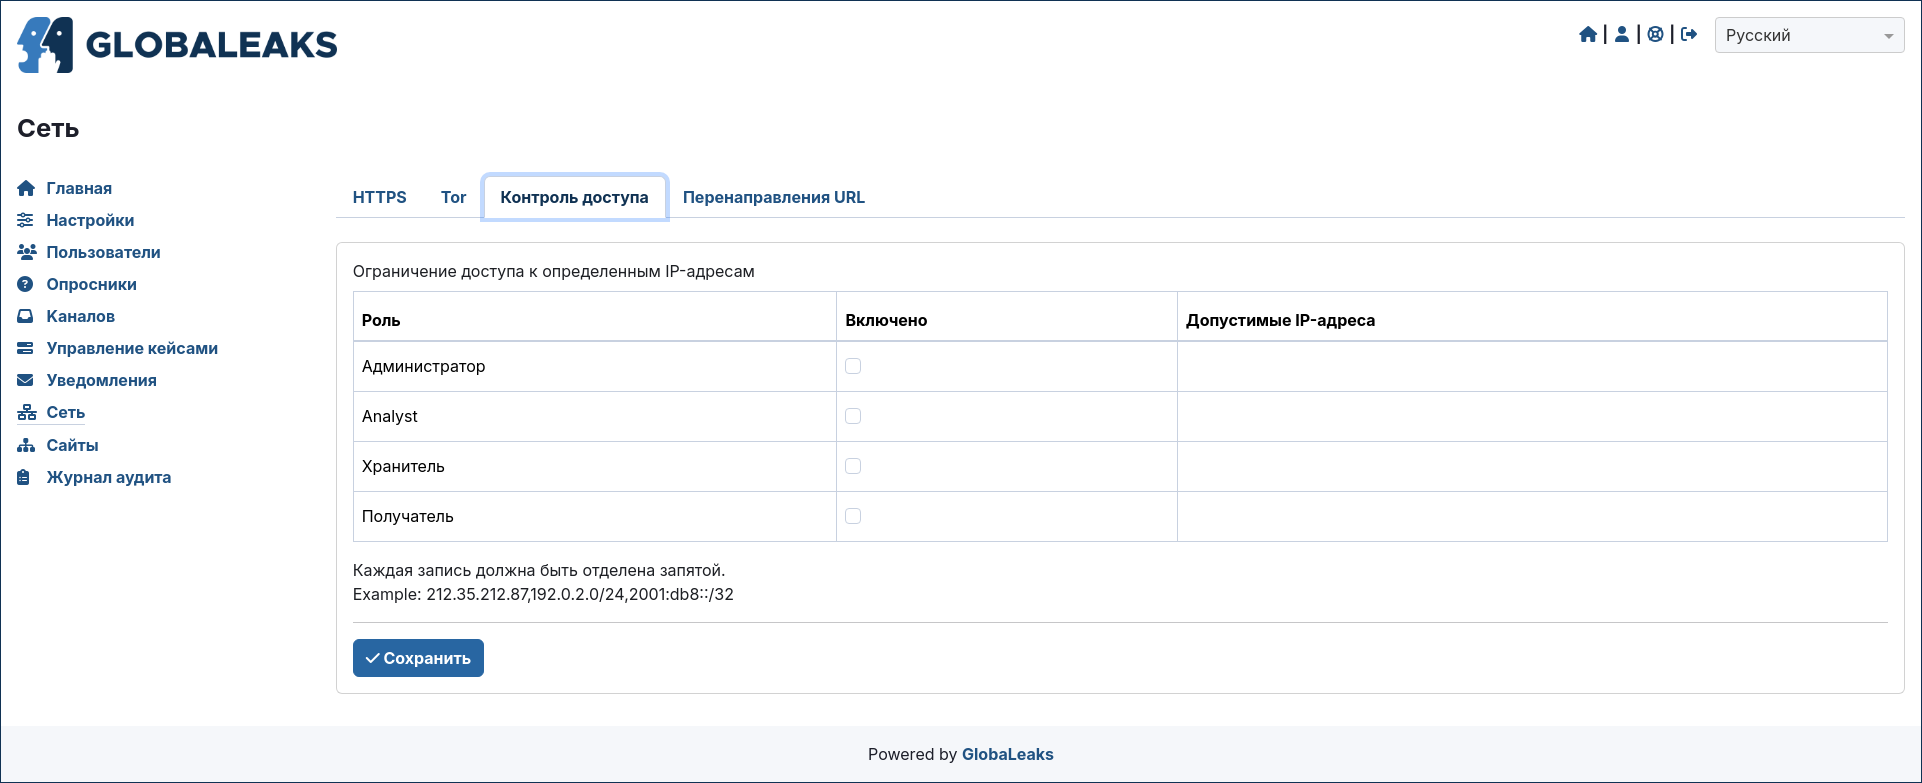 GLOBALEAKS
Русский
Сеть
Главная
Настройки
Пользователи
Опросники
Каналов
Управление кейсами
Уведомления
Сеть
Сайты
Журнал аудита
HTTPS Tor Контроль доступа Перенаправления URL
Ограничение доступа к определенным IP-адресам
Роль Включено Допустимые IP-адреса
Администратор
Analyst
Хранитель
Получатель
Каждая запись должна быть отделена запятой.
Example: 212.35.212.87,192.0.2.0/24,2001:db8::/32
Сохранить
Powered by GlobaLeaks